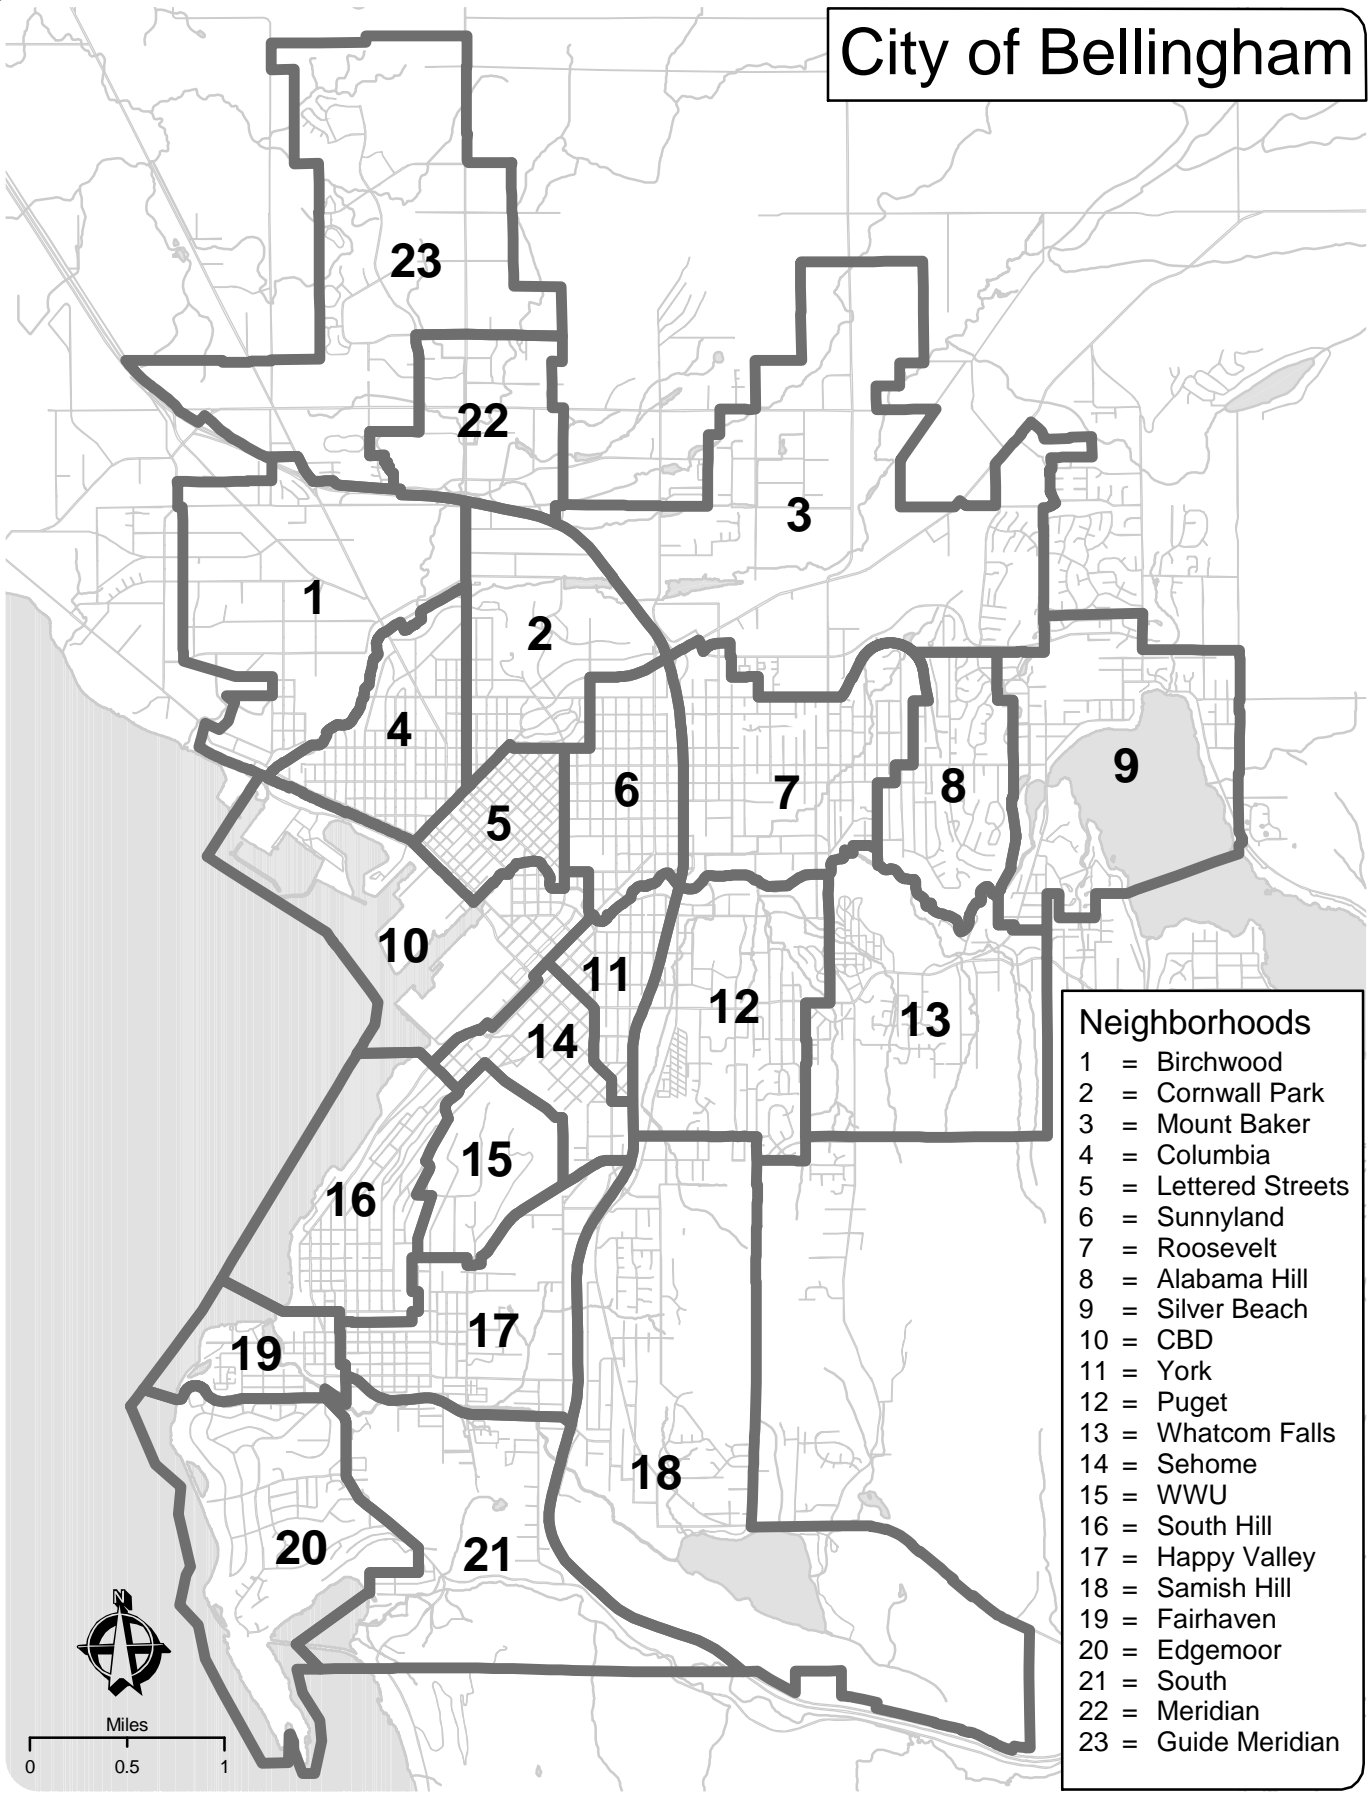 City of Bellingham
23
22
3
1
2
4
9
6
7
8
5
10
11
12
13
14
15
16
17
19
18
20
21
Neighborhoods
1 = Birchwood
2 = Cornwall Park
3 = Mount Baker
4 = Columbia
5 = Lettered Streets
6 = Sunnyland
7 = Roosevelt
8 = Alabama Hill
9 = Silver Beach
10 = CBD
11 = York
12 = Puget
13 = Whatcom Falls
14 = Sehome
15 = WWU
16 = South Hill
17 = Happy Valley
18 = Samish Hill
19 = Fairhaven
20 = Edgemoor
21 = South
22 = Meridian
23 = Guide Meridian
N
Miles
0 0.5 1